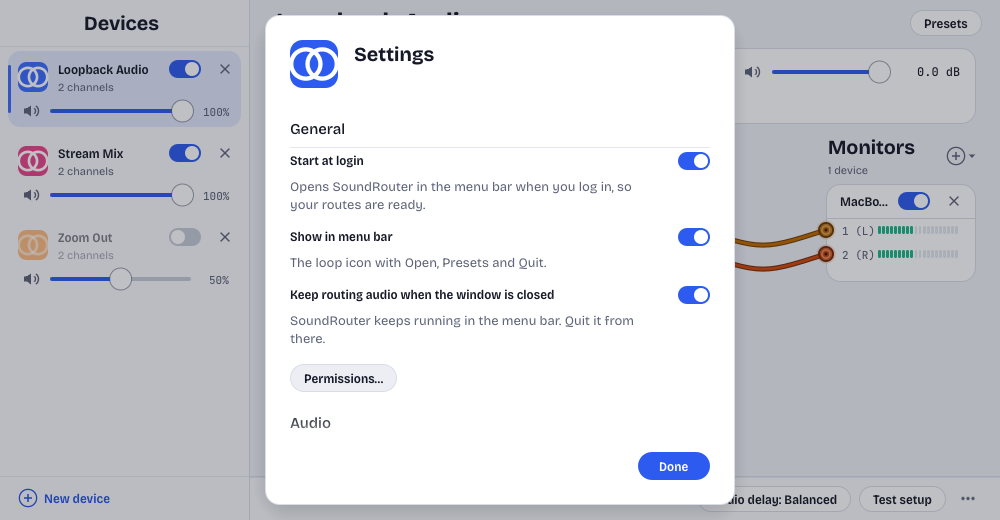 Devices
Loopback Audio
2 channels
100%
Stream Mix
2 channels
100%
Zoom Out
2 channels
50%
New device
Presets
0.0 dB
Monitors
1 device
MacBo...
1 (L)
2 (R)
delay: Balanced
Test setup
Settings
General
Start at login
Opens SoundRouter in the menu bar when you log in, so
your routes are ready.
Show in menu bar
The loop icon with Open, Presets and Quit.
Keep routing audio when the window is closed
SoundRouter keeps running in the menu bar. Quit it from
there.
Permissions...
Audio
Done